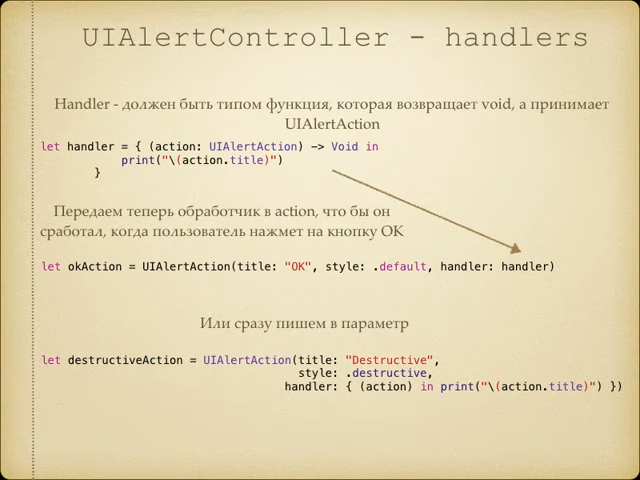 UIAlertController - handlers
Handler - должен быть типом функция, которая возвращает void, а принимает
UIAlertAction
let handler = { (action: UIAlertAction) -> Void in
print("\(action.title)")
}
Передаем теперь обработчик в action, что бы он
сработал, когда пользователь нажмет на кнопку ОК
let okAction = UIAlertAction(title: "OK", style: .default, handler: handler)
Или сразу пишем в параметр
let destructiveAction = UIAlertAction(title: "Destructive",
style: .destructive,
handler: { (action) in print("\(action.title)") })